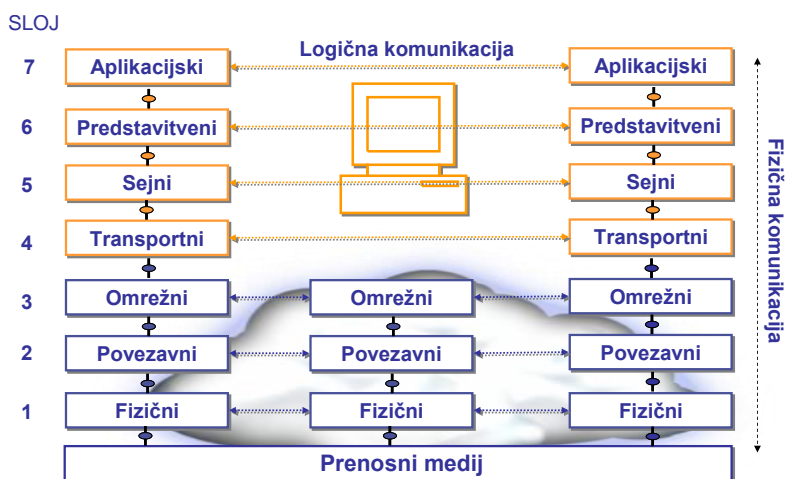 SLOJ
Logična komunikacija
7 Aplikacijski Aplikacijski
6 Predstavitveni Predstavitveni
5 Sejni Sejni
4 Transportni Transportni
3 Omrežni Omrežni Omrežni
2 Povezavni Povezavni Povezavni
1 Fizični Fizični Fizični
Prenosni medij
Fizična komunikacija